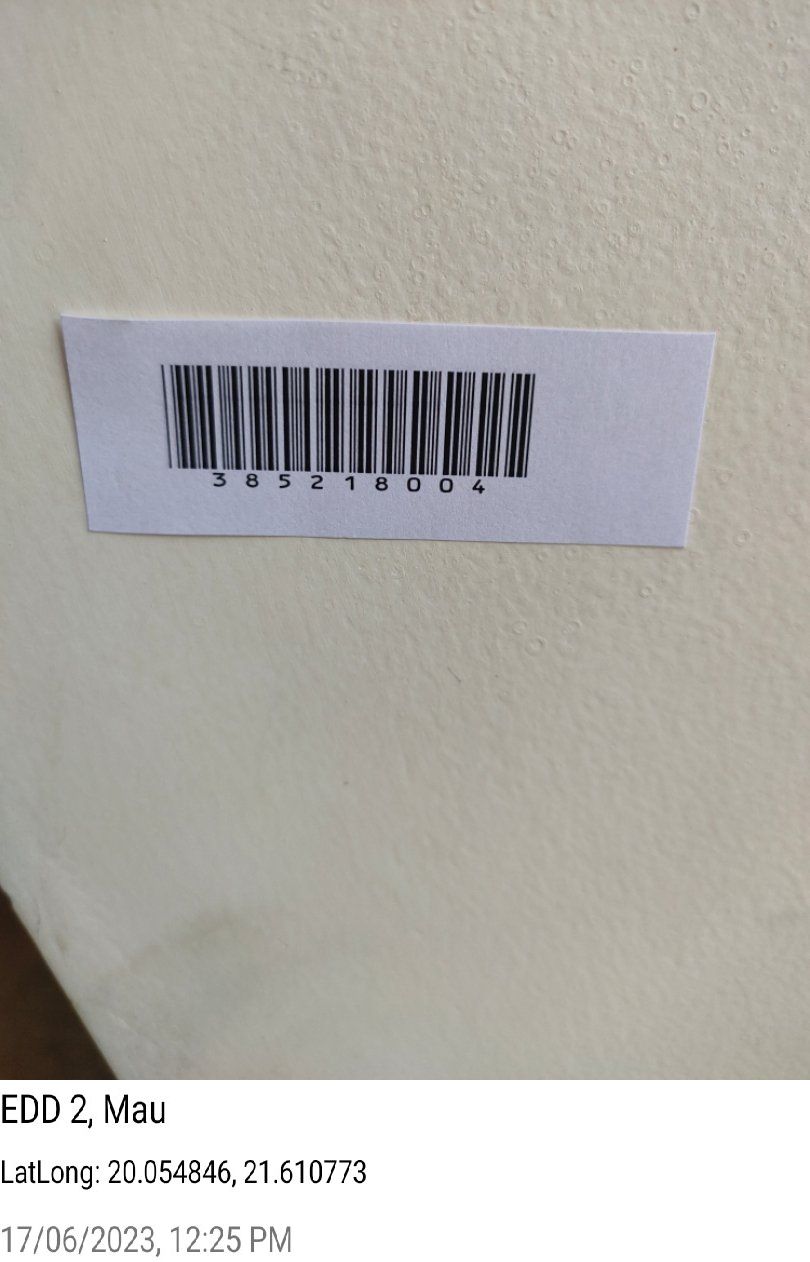 385218004
EDD 2, Mau
LatLong: 20.054846, 21.610773
17/06/2023, 12:25 PM